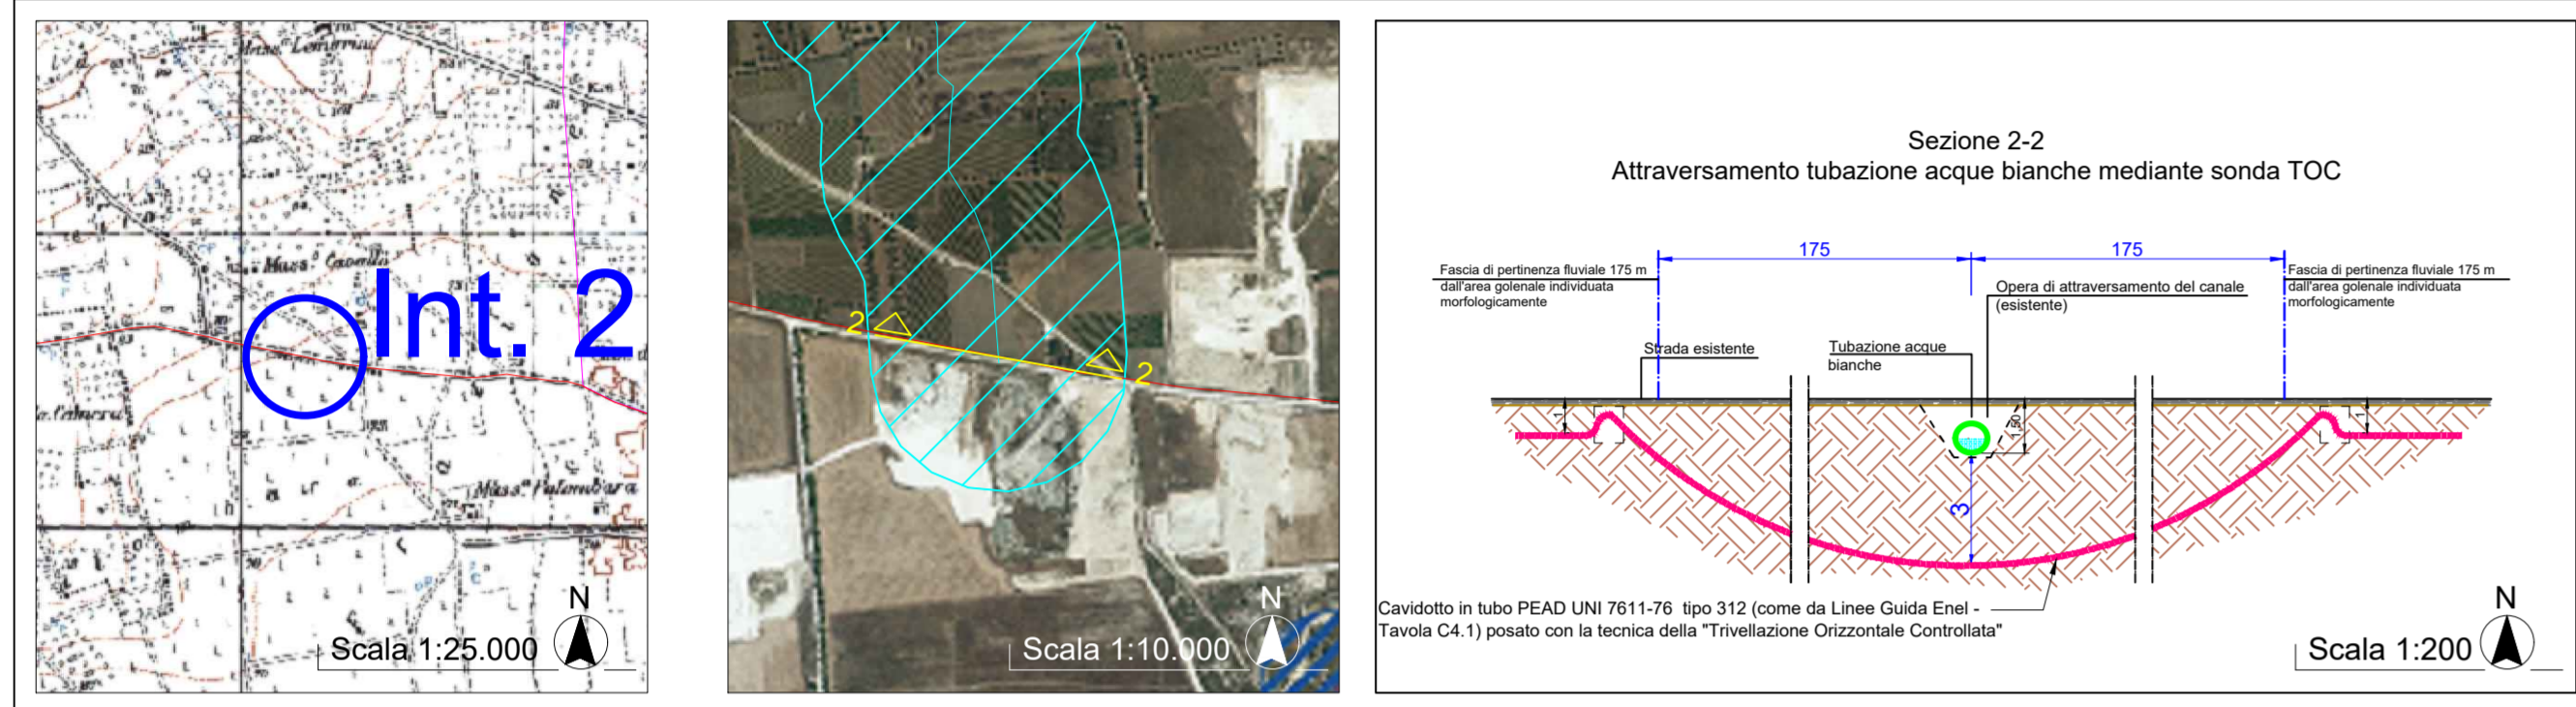 Int. 2
Mass.a Palombara
N
Scala 1:25.000
2
2
N
Scala 1:10.000
Sezione 2-2
Attraversamento tubazione acque bianche mediante sonda TOC
175
175
Fascia di pertinenza fluviale 175 m
dall'area golenale individuata
morfologicamente
Opera di attraversamento del canale
(esistente)
Fascia di pertinenza fluviale 175 m
dall'area golenale individuata
morfologicamente
Strada esistente
Tubazione acque
bianche
1
1,50
1
3
Cavidotto in tubo PEAD UNI 7611-76 tipo 312 (come da Linee Guida Enel -
Tavola C4.1) posato con la tecnica della "Trivellazione Orizzontale Controllata"
N
Scala 1:200